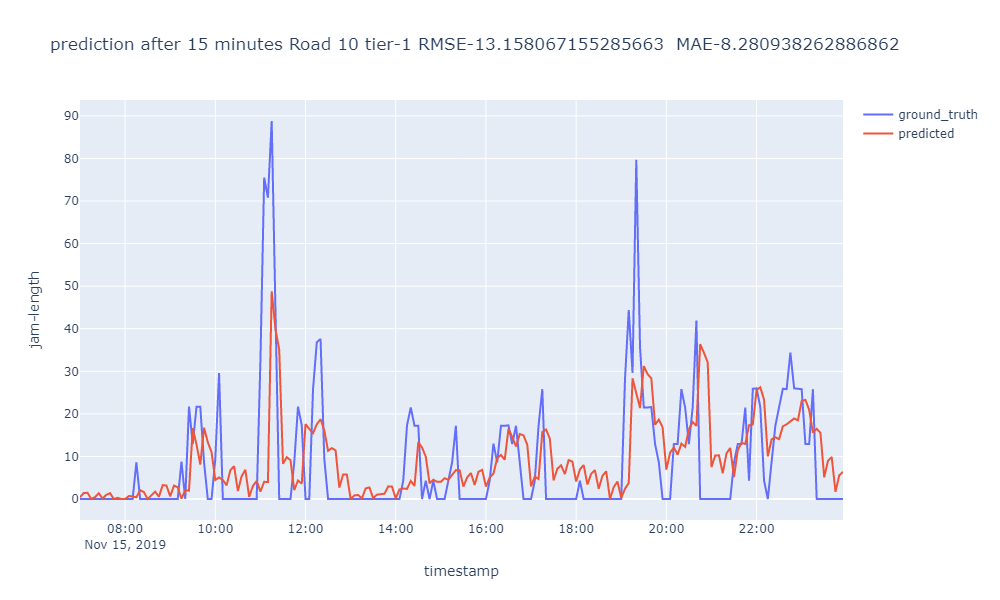 prediction after 15 minutes Road 10 tier-1 RMSE-13.158067155285663  MAE-8.280938262886862
ground_truth
predicted
jam-length
90
80
70
60
50
40
30
20
10
0
08:00 10:00 12:00 14:00 16:00 18:00 20:00 22:00
Nov 15, 2019
timestamp